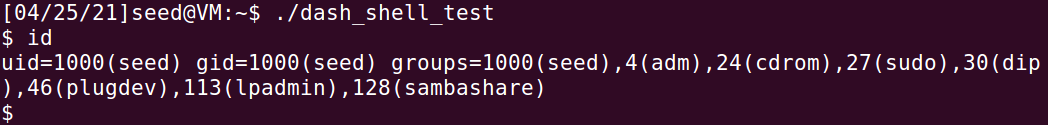 [04/25/21]seed@VM:~$ ./dash_shell_test
$ id
uid=1000(seed) gid=1000(seed) groups=1000(seed),4(adm),24(cdrom),27(sudo),30(dip
),46(plugdev),113(lpadmin),128(sambashare)
$